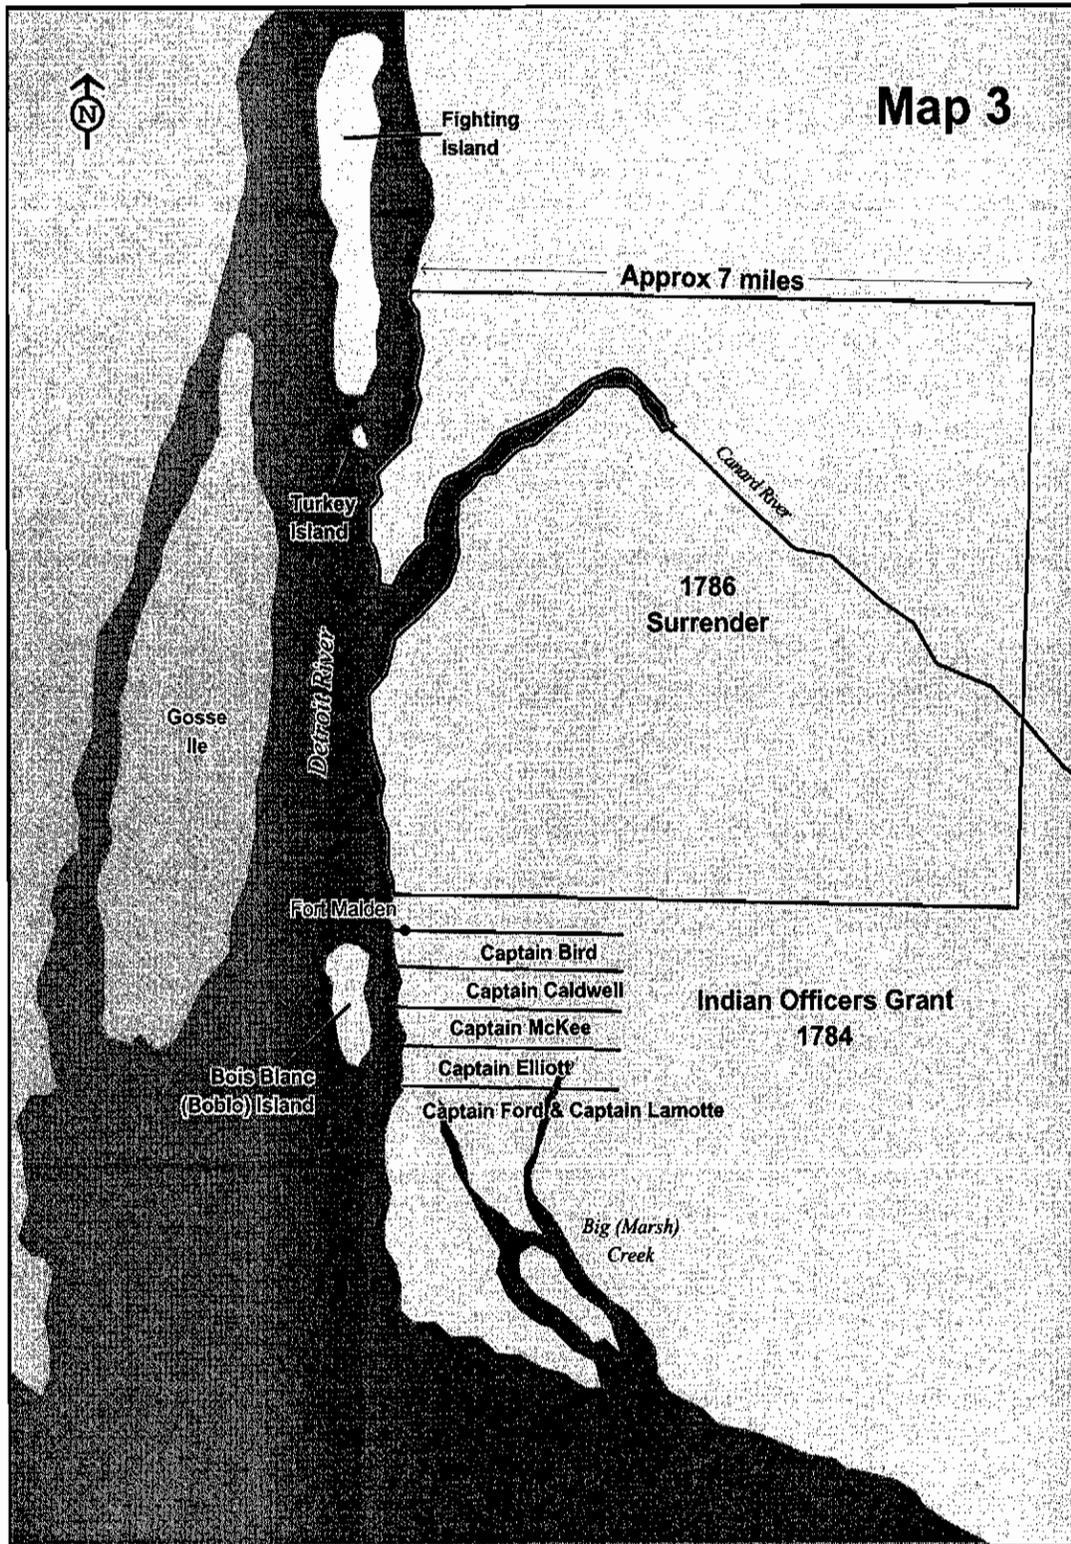 Map 3
N
Fighting
Island
Approx 7 miles
Canard River
Turkey
Island
1786
Surrender
Detroit River
Gosse
Ile
Fort Malden
Captain Bird
Captain Caldwell
Indian Officers Grant
1784
Captain McKee
Captain Elliott
Bois Blanc
(Boblo) Island
Captain Ford & Captain Lamotte
Big (Marsh)
Creek